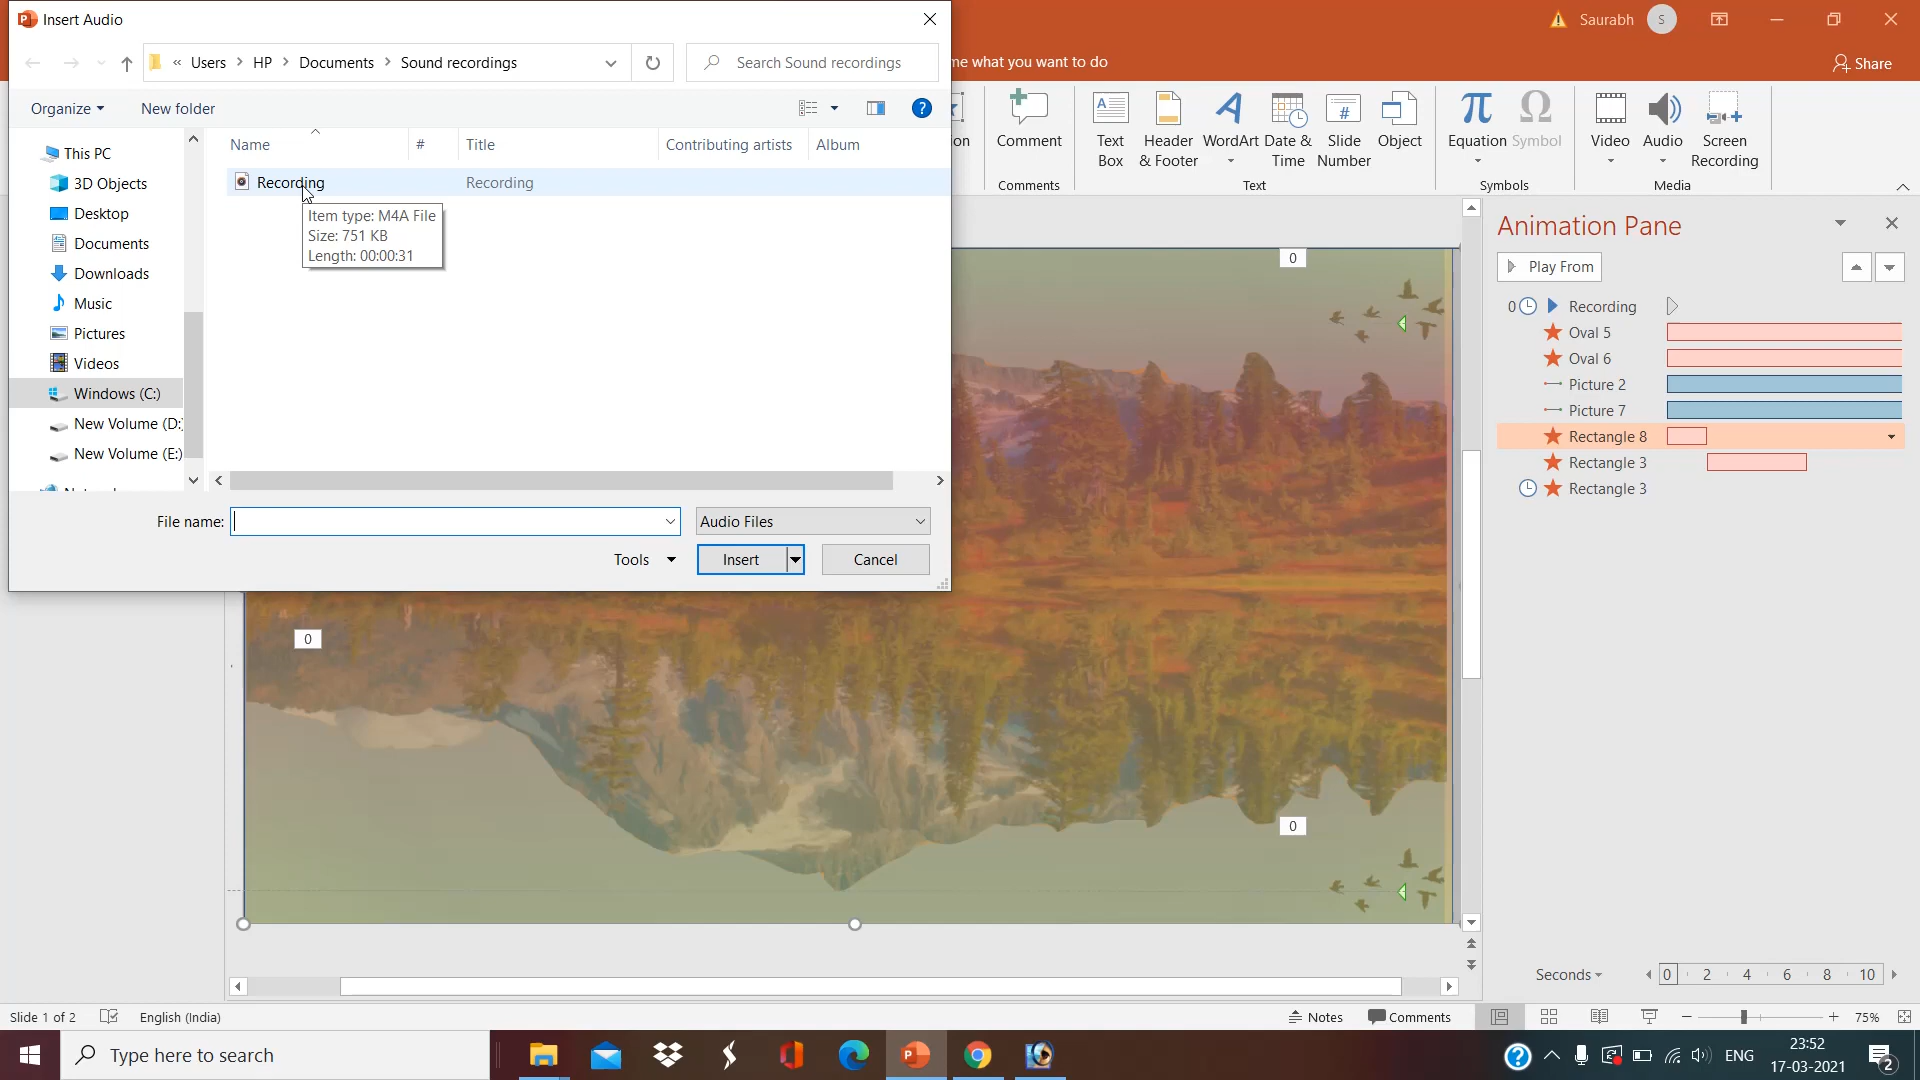 Insert Audio
Saurabh S
« Users > HP > Documents > Sound recordings
Search Sound recordings
me what you want to do
Share
Organize
New folder
Name
#
Title
Contributing artists
Album
This PC
3D Objects
Desktop
Documents
Downloads
Music
Pictures
Videos
Windows (C:)
New Volume (D:
New Volume (E:)
Recording
Recording
Item type: M4A File
Size: 751 KB
Length: 00:00:31
File name:
Audio Files
Tools
Insert
Cancel
Comment
Comments
Text Box
Header & Footer
WordArt
Date & Time
Slide Number
Object
Text
Equation
Symbol
Symbols
Video
Audio
Screen Recording
Media
0
0
0
Animation Pane
Play From
0 Recording
Oval 5
Oval 6
Picture 2
Picture 7
Rectangle 8
Rectangle 3
Rectangle 3
Seconds
0 2 4 6 8 10
Slide 1 of 2
English (India)
Notes
Comments
75%
Type here to search
ENG
23:52
17-03-2021
2